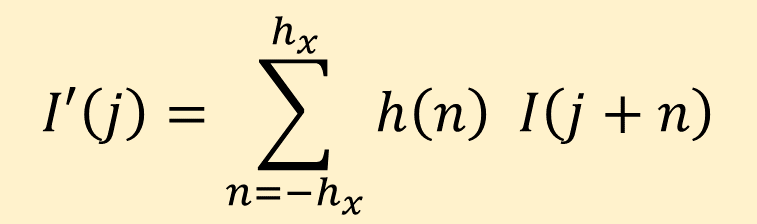 I′(j) = ∑_{n=−h_x}^{h_x} h(n) I(j + n)